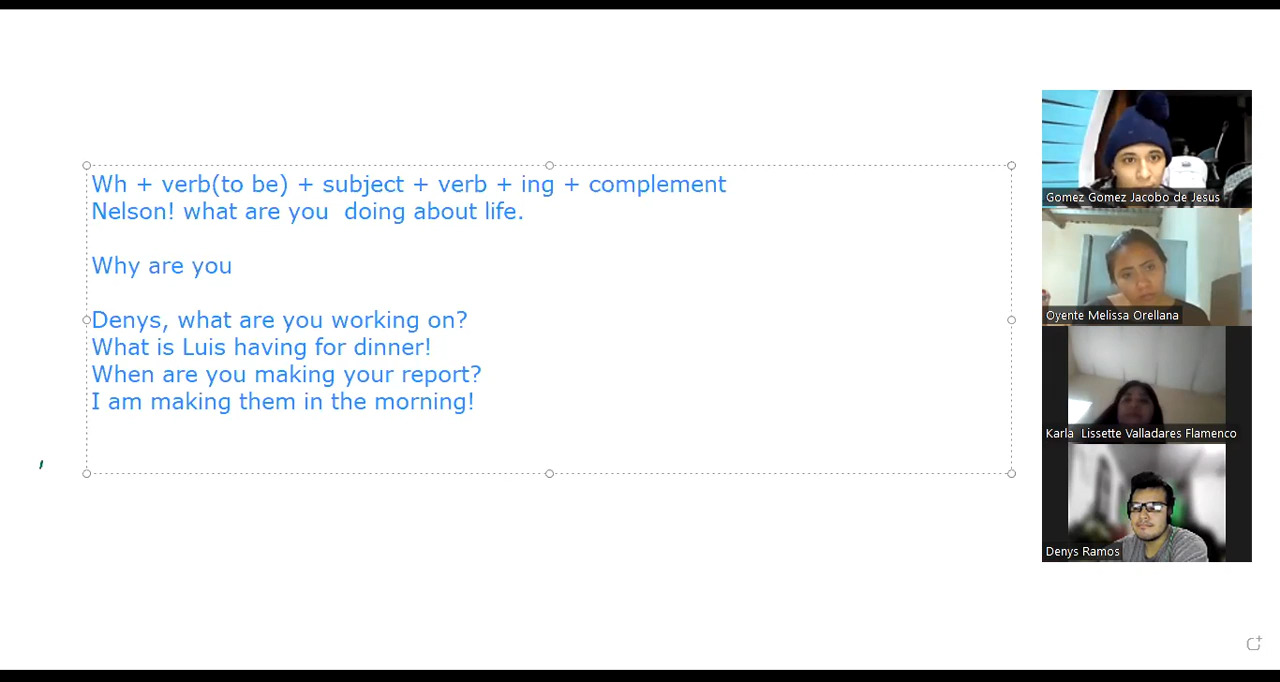 Wh + verb(to be) + subject + verb + ing + complement
Nelson! what are you  doing about life.
Why are you
Denys, what are you working on?
What is Luis having for dinner!
When are you making your report?
I am making them in the morning!
Gomez Gomez Jacobo de Jesus
Oyente Melissa Orellana
Karla  Lissette Valladares Flamenco
Denys Ramos